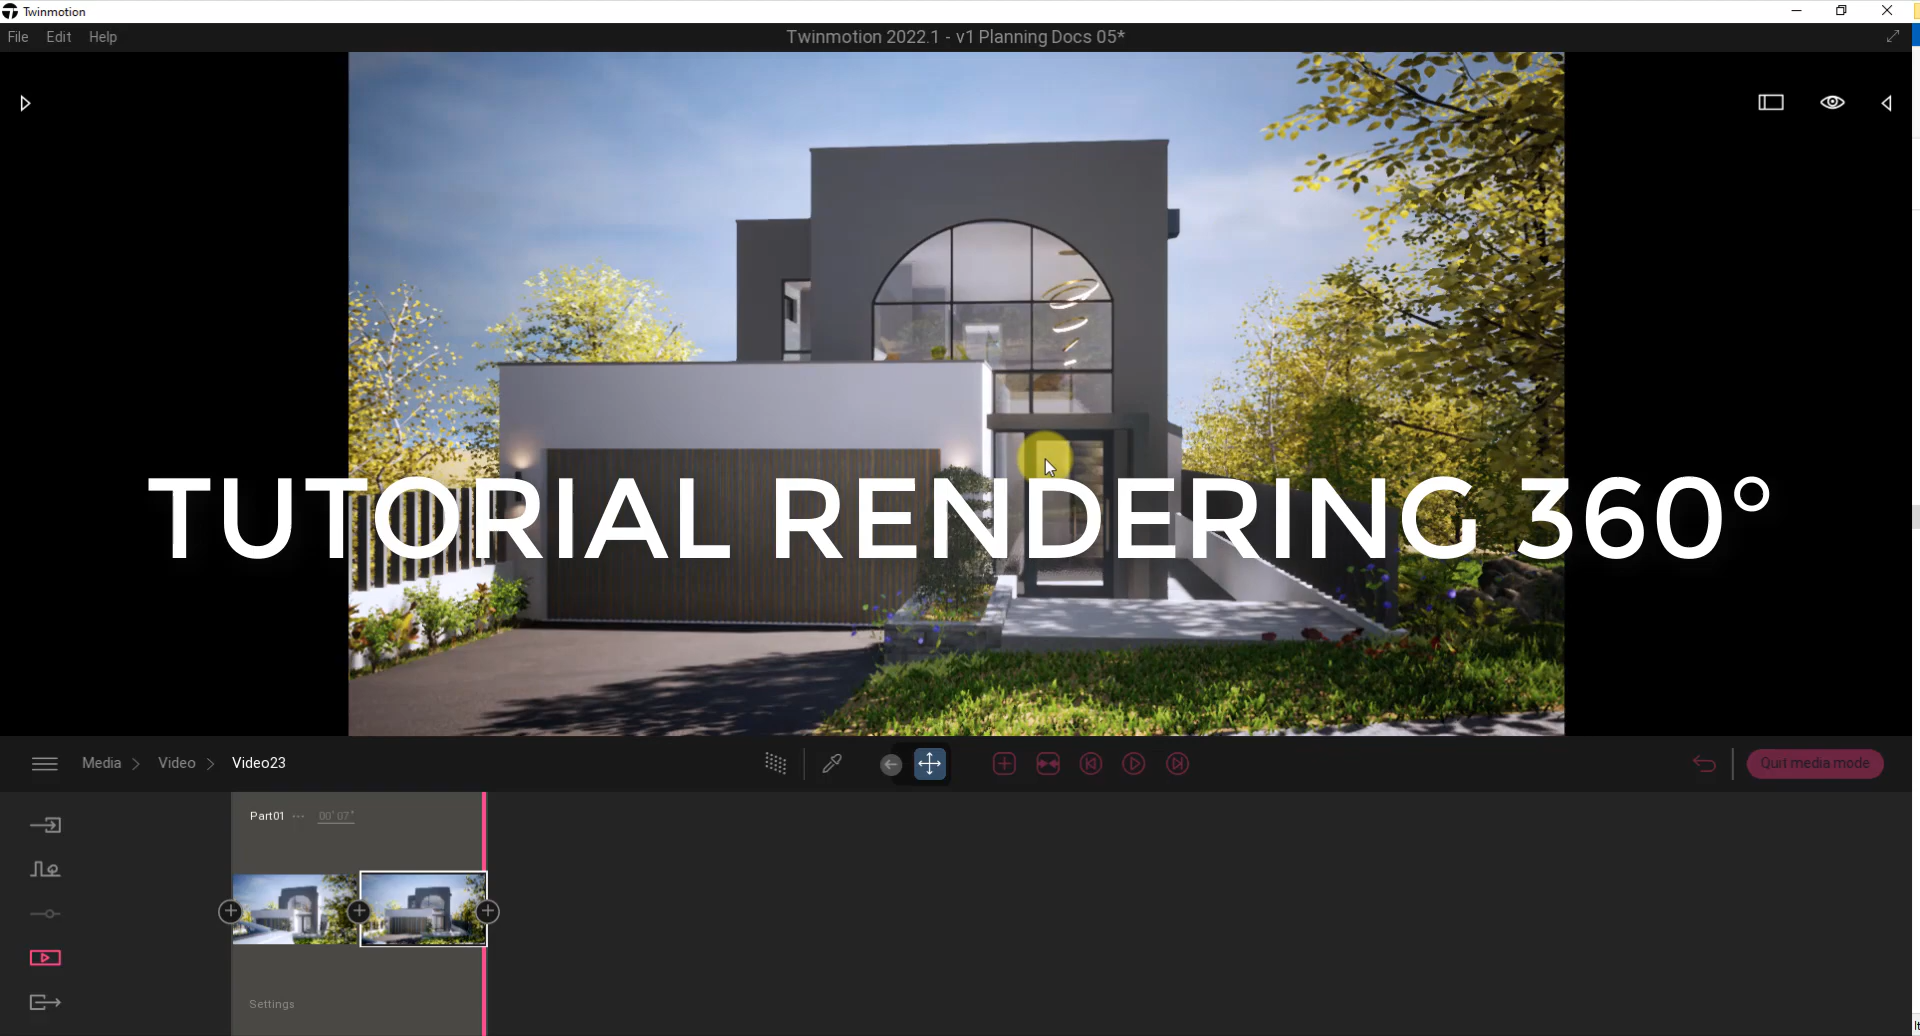 Twinmotion
File Edit Help
Twinmotion 2022.1 - v1 Planning Docs 05*
TUTORIAL RENDERING 360°
Media > Video > Video23
Quit media mode
Part01 ... 00' 07"
Settings